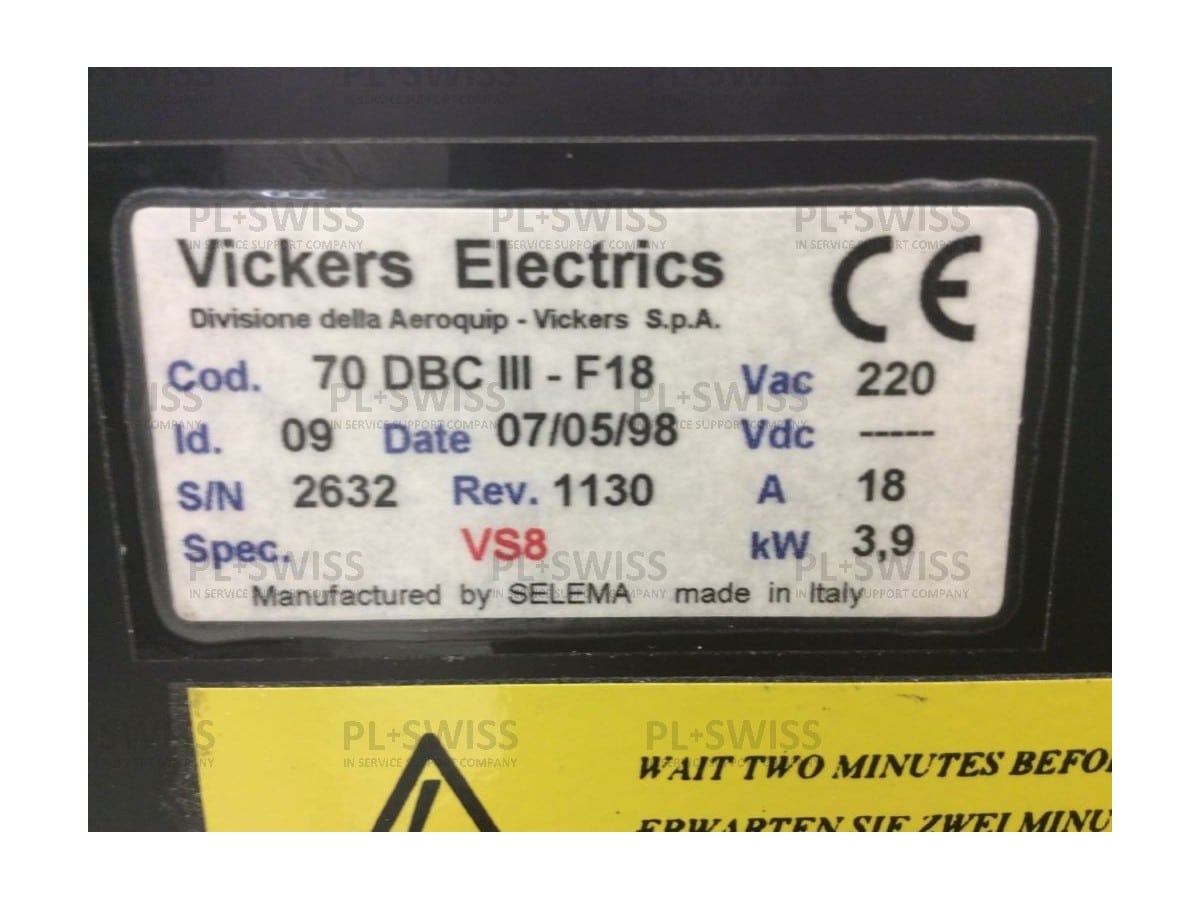 Vickers Electrics CE
Divisione della Aeroquip - Vickers S.p.A.
Cod. 70 DBC III - F18 Vac 220
Id. 09 Date 07/05/98 Vdc -----
S/N 2632 Rev. 1130 A 18
Spec. VS8 kW 3,9
Manufactured by SELEMA made in Italy
WAIT TWO MINUTES
ERWARTEN SIE ZWEI
PL+SWISS
IN SERVICE SUPPORT COMPANY